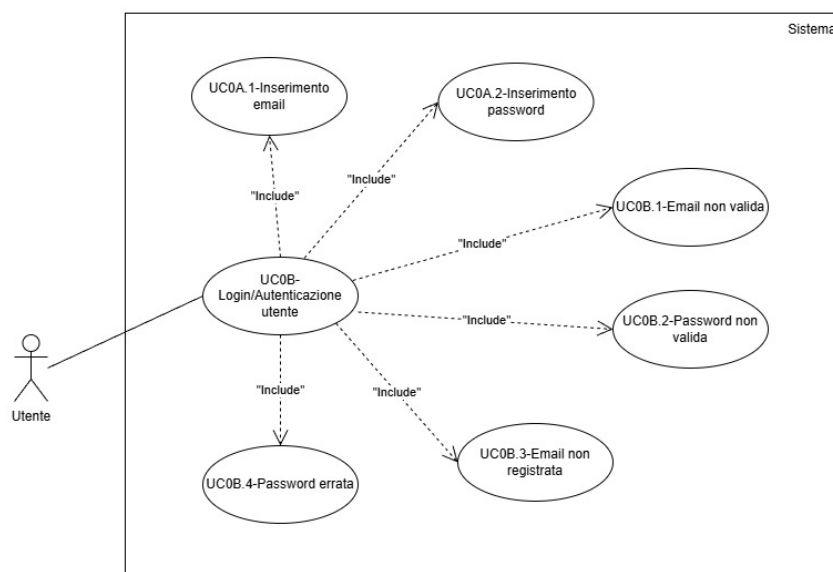 Sistema
UC0A.1-Inserimento
email
UC0A.2-Inserimento
password
"Include"
"Include"
UC0B.1-Email non valida
"Include"
UC0B-
Login/Autenticazione
utente
"Include"
UC0B.2-Password non
valida
"Include"
"Include"
Utente
UC0B.3-Email non
registrata
UC0B.4-Password errata